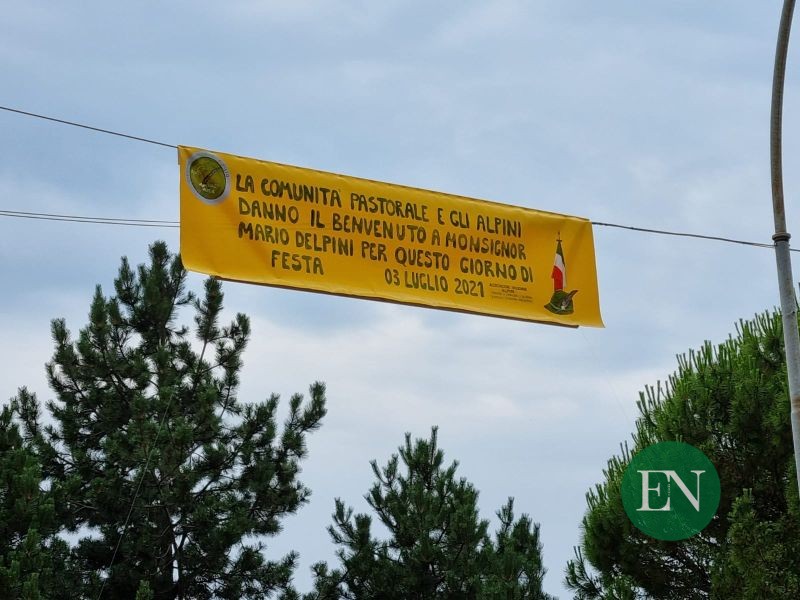 LA COMUNITÀ PASTORALE E GLI ALPINI
DANNO IL BENVENUTO A MONSIGNOR
MARIO DELPINI PER QUESTO GIORNO DI
FESTA 03 LUGLIO 2021
EN